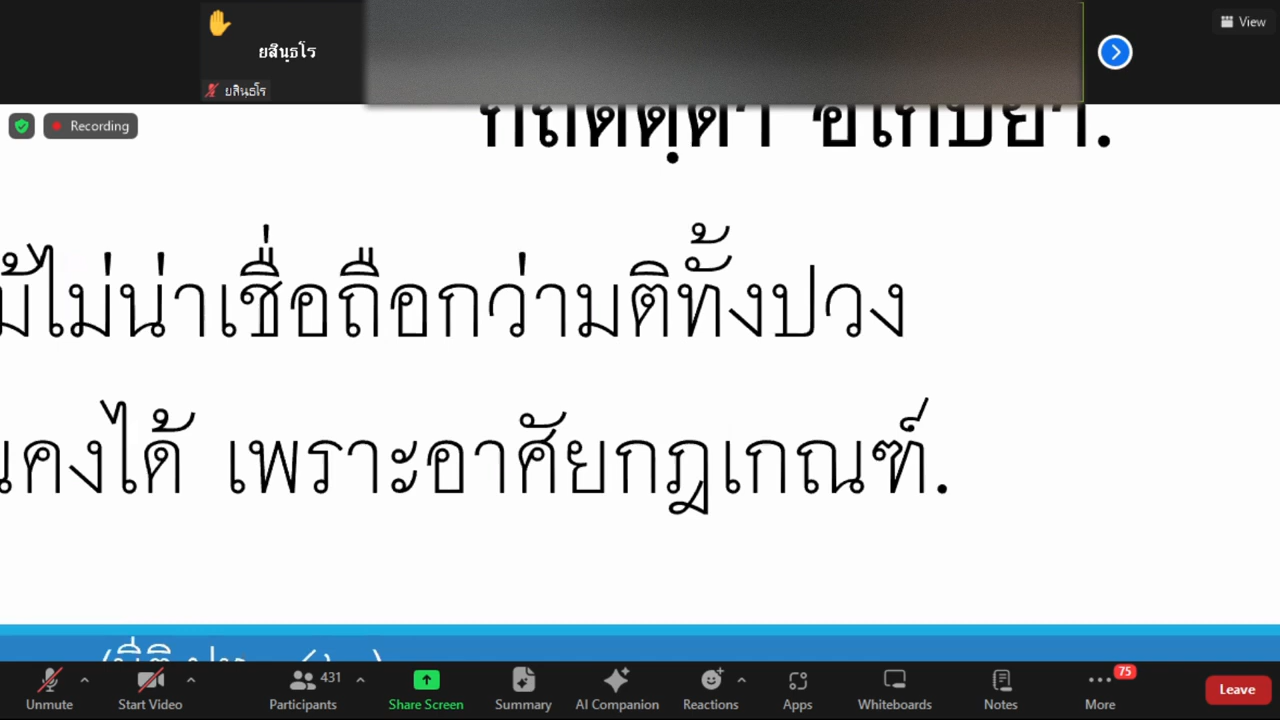 ยสินฺธโร
View
ยสินฺธโร
Recording
ไม่น่าเชื่อถือกว่ามติทั้งปวง
คงได้ เพราะอาศัยกฎเกณฑ์.
431
75
Unmute
Start Video
Participants
Share Screen
Summary
AI Companion
Reactions
Apps
Whiteboards
Notes
More
Leave